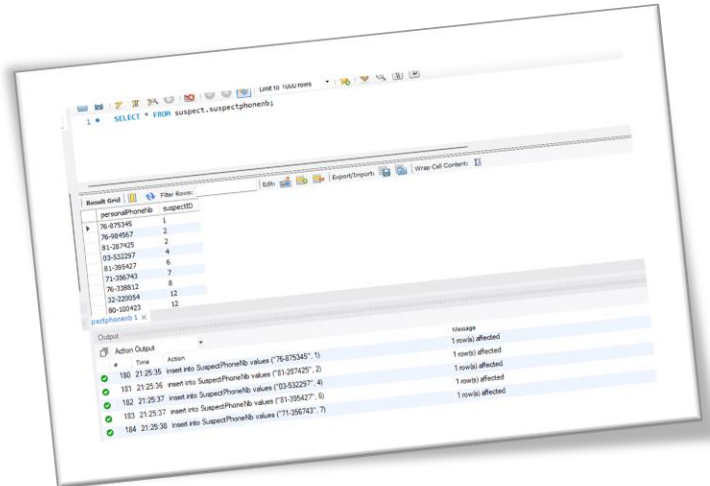 Limit to 1000 rows
1 SELECT * FROM suspect.suspectphonenb;
Result Grid Filter Rows: Edit: Export/Import: Wrap Cell Content:
personalPhoneNb suspectID
76-875345 1
76-984567 2
81-287425 2
03-532297 4
81-395427 6
71-356743 7
76-338812 8
32-220054 12
80-100423 12
pectphonenb 1 ×
Output
Action Output
# Time Action Message
180 21:25:35 insert into SuspectPhoneNb values ("76-875345", 1) 1 row(s) affected
181 21:25:36 insert into SuspectPhoneNb values ("81-287425", 2) 1 row(s) affected
182 21:25:37 insert into SuspectPhoneNb values ("03-532297", 4) 1 row(s) affected
183 21:25:37 insert into SuspectPhoneNb values ("81-395427", 6) 1 row(s) affected
184 21:25:38 insert into SuspectPhoneNb values ("71-356743", 7) 1 row(s) affected